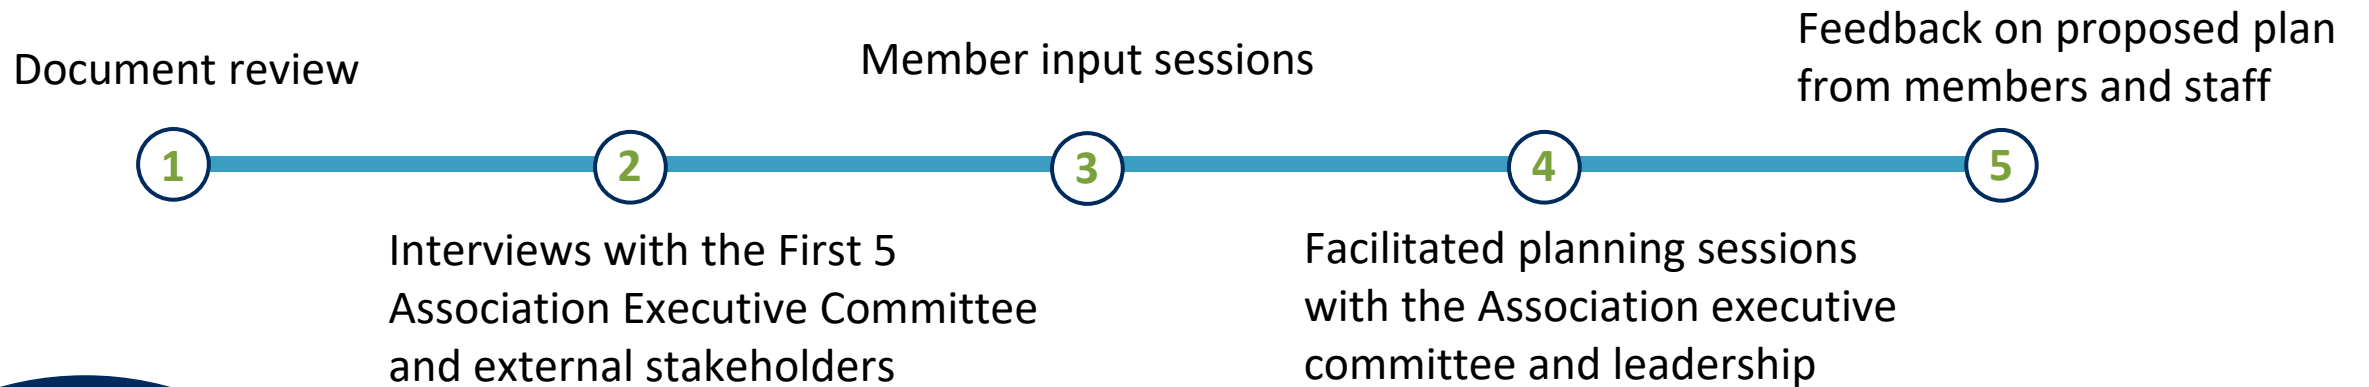 Document review
1
Interviews with the First 5
Association Executive Committee
and external stakeholders
2
Member input sessions
3
Facilitated planning sessions
with the Association executive
committee and leadership
4
Feedback on proposed plan
from members and staff
5